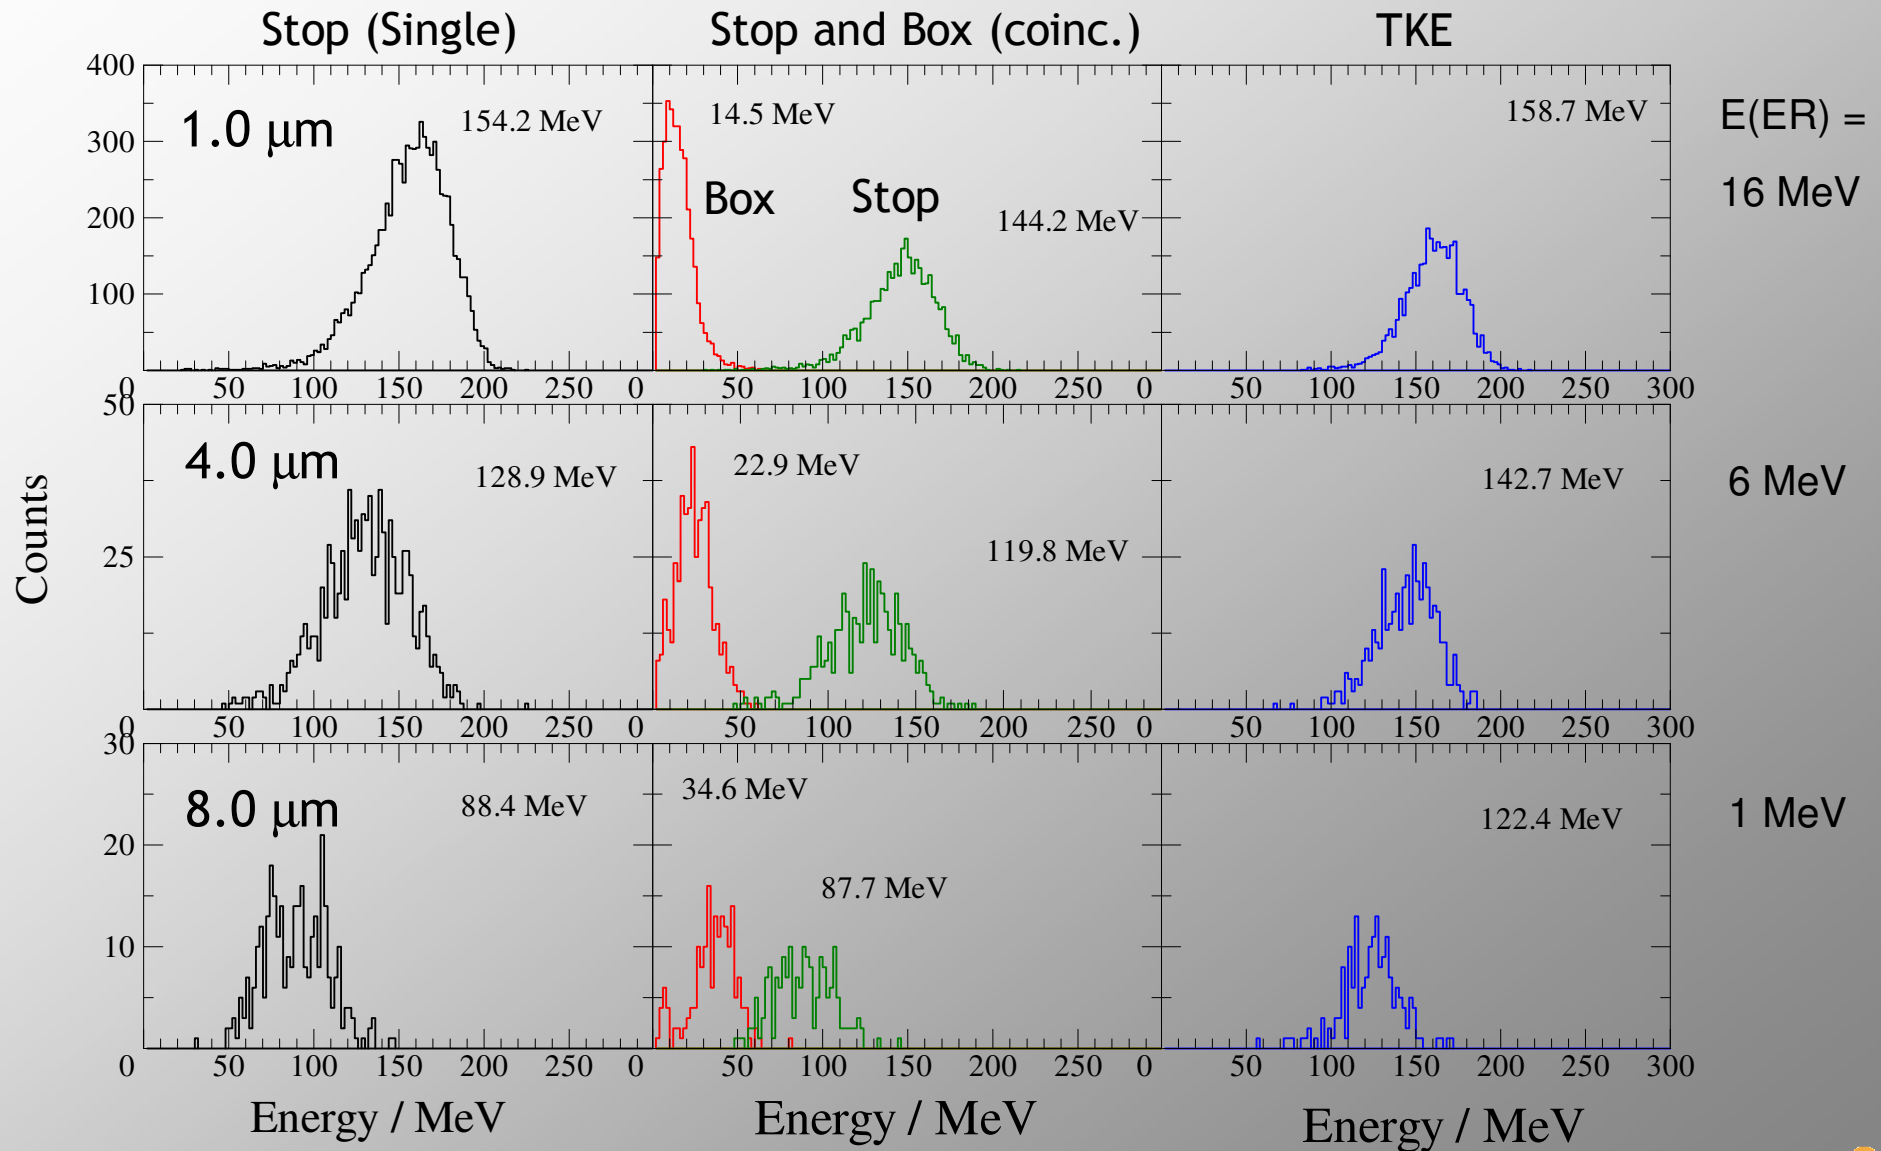 Stop (Single) Stop and Box (coinc.) TKE
400 300 200 100 0
1.0 μm 154.2 MeV
14.5 MeV Box Stop 144.2 MeV
158.7 MeV
E(ER) =
16 MeV
50 100 150 200 250 0 50 100 150 200 250 0 50 100 150 200 250 300
Counts
50 25 0
4.0 μm 128.9 MeV
22.9 MeV 119.8 MeV
142.7 MeV
6 MeV
50 100 150 200 250 0 50 100 150 200 250 0 50 100 150 200 250 300
30 20 10
8.0 μm 88.4 MeV
34.6 MeV 87.7 MeV
122.4 MeV
1 MeV
0 50 100 150 200 250 0 50 100 150 200 250 0 50 100 150 200 250 300
Energy / MeV Energy / MeV Energy / MeV